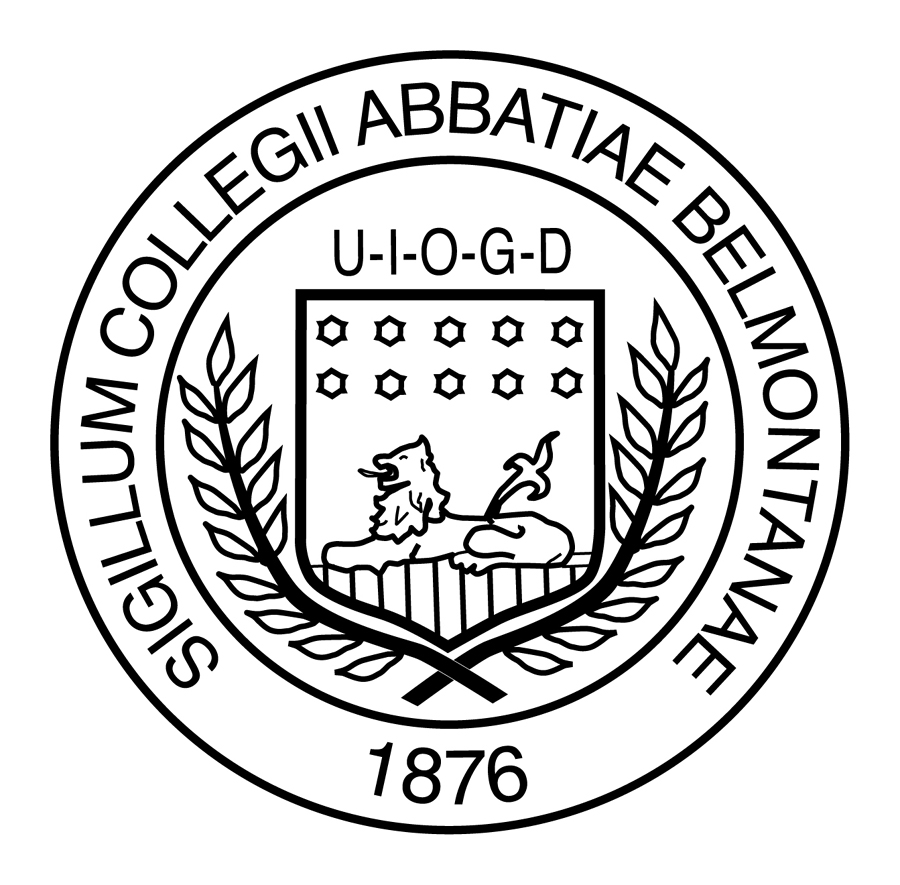 SIGILLUM COLLEGII ABBATIAE BELMONTANAE
U-I-O-G-D
1876